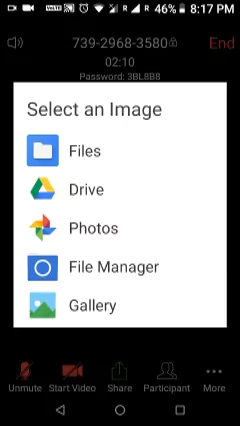 46% 8:17 PM
739-2968-3580 End
02:10
Password: 3BL8B8
Select an Image
Files
Drive
Photos
File Manager
Gallery
Unmute Start Video Share Participant More